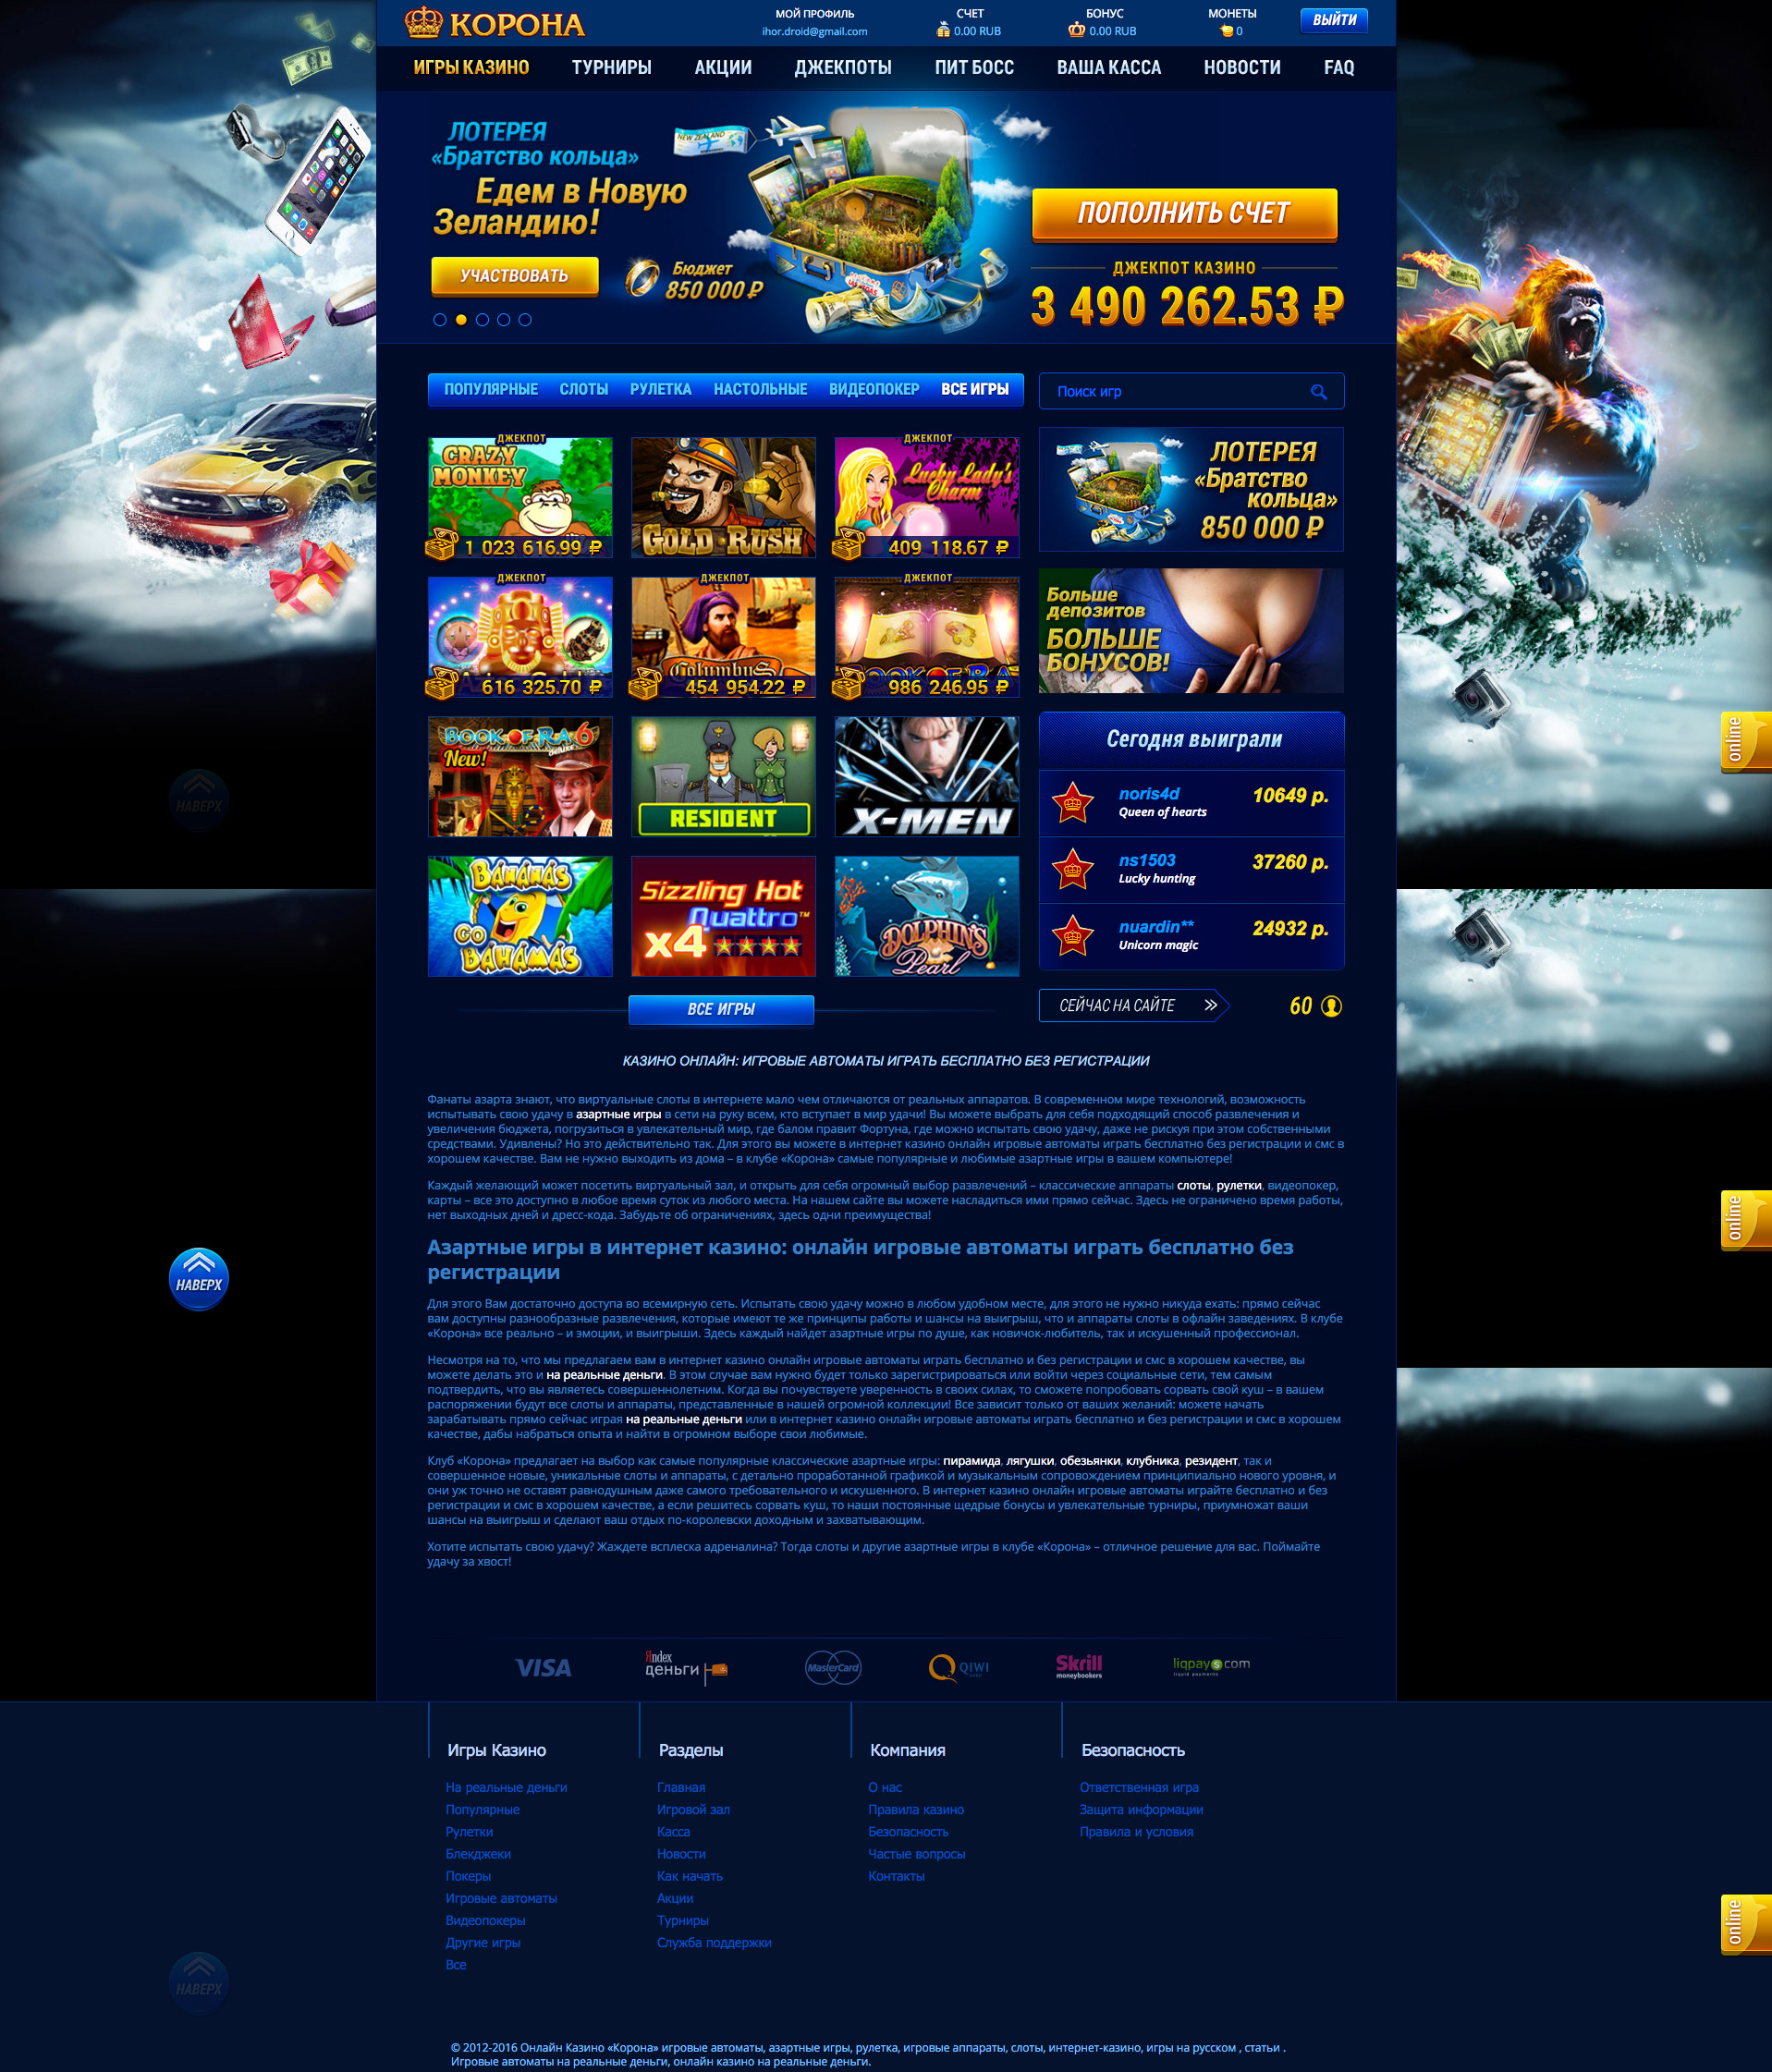 КОРОНА
МОЙ ПРОФИЛЬ
ihor.droid@gmail.com
СЧЕТ
0.00 RUB
БОНУС
0.00 RUB
МОНЕТЫ
0
ВЫЙТИ
ИГРЫ КАЗИНО ТУРНИРЫ АКЦИИ ДЖЕКПОТЫ ПИТ БОСС ВАША КАССА НОВОСТИ FAQ
ЛОТЕРЕЯ
«Братство кольца»
Едем в Новую
Зеландию!
NEW ZEALAND
УЧАСТВОВАТЬ
Бюджет
850 000 ₽
ПОПОЛНИТЬ СЧЕТ
ДЖЕКПОТ КАЗИНО
3 490 262.53 ₽
ПОПУЛЯРНЫЕ СЛОТЫ РУЛЕТКА НАСТОЛЬНЫЕ ВИДЕОПОКЕР ВСЕ ИГРЫ
Поиск игр
ДЖЕКПОТ
CRAZY
MONKEY
1 023 616.99 ₽
GOLD RUSH
ДЖЕКПОТ
Lucky Lady's
Charm
409 118.67 ₽
ДЖЕКПОТ
616 325.70 ₽
ДЖЕКПОТ
Columbus
454 954.22 ₽
ДЖЕКПОТ
BOOK OF RA
986 246.95 ₽
BOOK OF RA 6
deluxe
New!
RESIDENT
X-MEN
BANANAS
GO
BAHAMAS
Sizzling Hot
Quattro™
x4
DOLPHIN'S
Pearl
ВСЕ ИГРЫ
ЛОТЕРЕЯ
«Братство
кольца»
850 000 ₽
Больше
депозитов
БОЛЬШЕ
БОНУСОВ!
Сегодня выиграли
noris4d
Queen of hearts
10649 р.
ns1503
Lucky hunting
37260 р.
nuardin**
Unicorn magic
24932 р.
СЕЙЧАС НА САЙТЕ
60
online
НАВЕРХ
КАЗИНО ОНЛАЙН: ИГРОВЫЕ АВТОМАТЫ ИГРАТЬ БЕСПЛАТНО БЕЗ РЕГИСТРАЦИИ
Фанаты азарта знают, что виртуальные слоты в интернете мало чем отличаются от реальных аппаратов. В современном мире технологий, возможность
испытывать свою удачу в азартные игры в сети на руку всем, кто вступает в мир удачи! Вы можете выбрать для себя подходящий способ развлечения и
увеличения бюджета, погрузиться в увлекательный мир, где балом правит Фортуна, где можно испытать свою удачу, даже не рискуя при этом собственными
средствами. Удивлены? Но это действительно так. Для этого вы можете в интернет казино онлайн игровые автоматы играть бесплатно без регистрации и смс в
хорошем качестве. Вам не нужно выходить из дома – в клубе «Корона» самые популярные и любимые азартные игры в вашем компьютере!
Каждый желающий может посетить виртуальный зал, и открыть для себя огромный выбор развлечений – классические аппараты слоты, рулетки, видеопокер,
карты – все это доступно в любое время суток из любого места. На нашем сайте вы можете насладиться ими прямо сейчас. Здесь не ограничено время работы,
нет выходных дней и дресс-кода. Забудьте об ограничениях, здесь одни преимущества!
Азартные игры в интернет казино: онлайн игровые автоматы играть бесплатно без
регистрации
Для этого Вам достаточно доступа во всемирную сеть. Испытать свою удачу можно в любом удобном месте, для этого не нужно никуда ехать: прямо сейчас
вам доступны разнообразные развлечения, которые имеют те же принципы работы и шансы на выигрыш, что и аппараты слоты в офлайн заведениях. В клубе
«Корона» все реально – и эмоции, и выигрыши. Здесь каждый найдет азартные игры по душе, как новичок-любитель, так и искушенный профессионал.
Несмотря на то, что мы предлагаем вам в интернет казино онлайн игровые автоматы играть бесплатно и без регистрации и смс в хорошем качестве, вы
можете делать это и на реальные деньги. В этом случае вам нужно будет только зарегистрироваться или войти через социальные сети, тем самым
подтвердить, что вы являетесь совершеннолетним. Когда вы почувствуете уверенность в своих силах, то сможете попробовать сорвать свой куш – в вашем
распоряжении будут все слоты и аппараты, представленные в нашей огромной коллекции! Все зависит только от ваших желаний: можете начать
зарабатывать прямо сейчас играя на реальные деньги или в интернет казино онлайн игровые автоматы играть бесплатно и без регистрации и смс в хорошем
качестве, дабы набраться опыта и найти в огромном выборе свои любимые.
Клуб «Корона» предлагает на выбор как самые популярные классические азартные игры: пирамида, лягушки, обезьянки, клубника, резидент, так и
совершенное новые, уникальные слоты и аппараты, с детально проработанной графикой и музыкальным сопровождением принципиально нового уровня, и
они уж точно не оставят равнодушным даже самого требовательного и искушенного. В интернет казино онлайн игровые автоматы играйте бесплатно и без
регистрации и смс в хорошем качестве, а если решитесь сорвать куш, то наши постоянные щедрые бонусы и увлекательные турниры, приумножат ваши
шансы на выигрыш и сделают ваш отдых по-королевски доходным и захватывающим.
Хотите испытать свою удачу? Жаждете всплеска адреналина? Тогда слоты и другие азартные игры в клубе «Корона» – отличное решение для вас. Поймайте
удачу за хвост!
online
НАВЕРХ
VISA
Яndex
деньги
MasterCard
QIWI
Skrill
moneybookers
liqpay.com
liquid payments
Игры Казино
На реальные деньги
Популярные
Рулетки
Блекджеки
Покеры
Игровые автоматы
Видеопокеры
Другие игры
Все
Разделы
Главная
Игровой зал
Касса
Новости
Как начать
Акции
Турниры
Служба поддержки
Компания
О нас
Правила казино
Безопасность
Частые вопросы
Контакты
Безопасность
Ответственная игра
Защита информации
Правила и условия
online
НАВЕРХ
© 2012-2016 Онлайн Казино «Корона» игровые автоматы, азартные игры, рулетка, игровые аппараты, слоты, интернет-казино, игры на русском , статьи .
Игровые автоматы на реальные деньги, онлайн казино на реальные деньги.